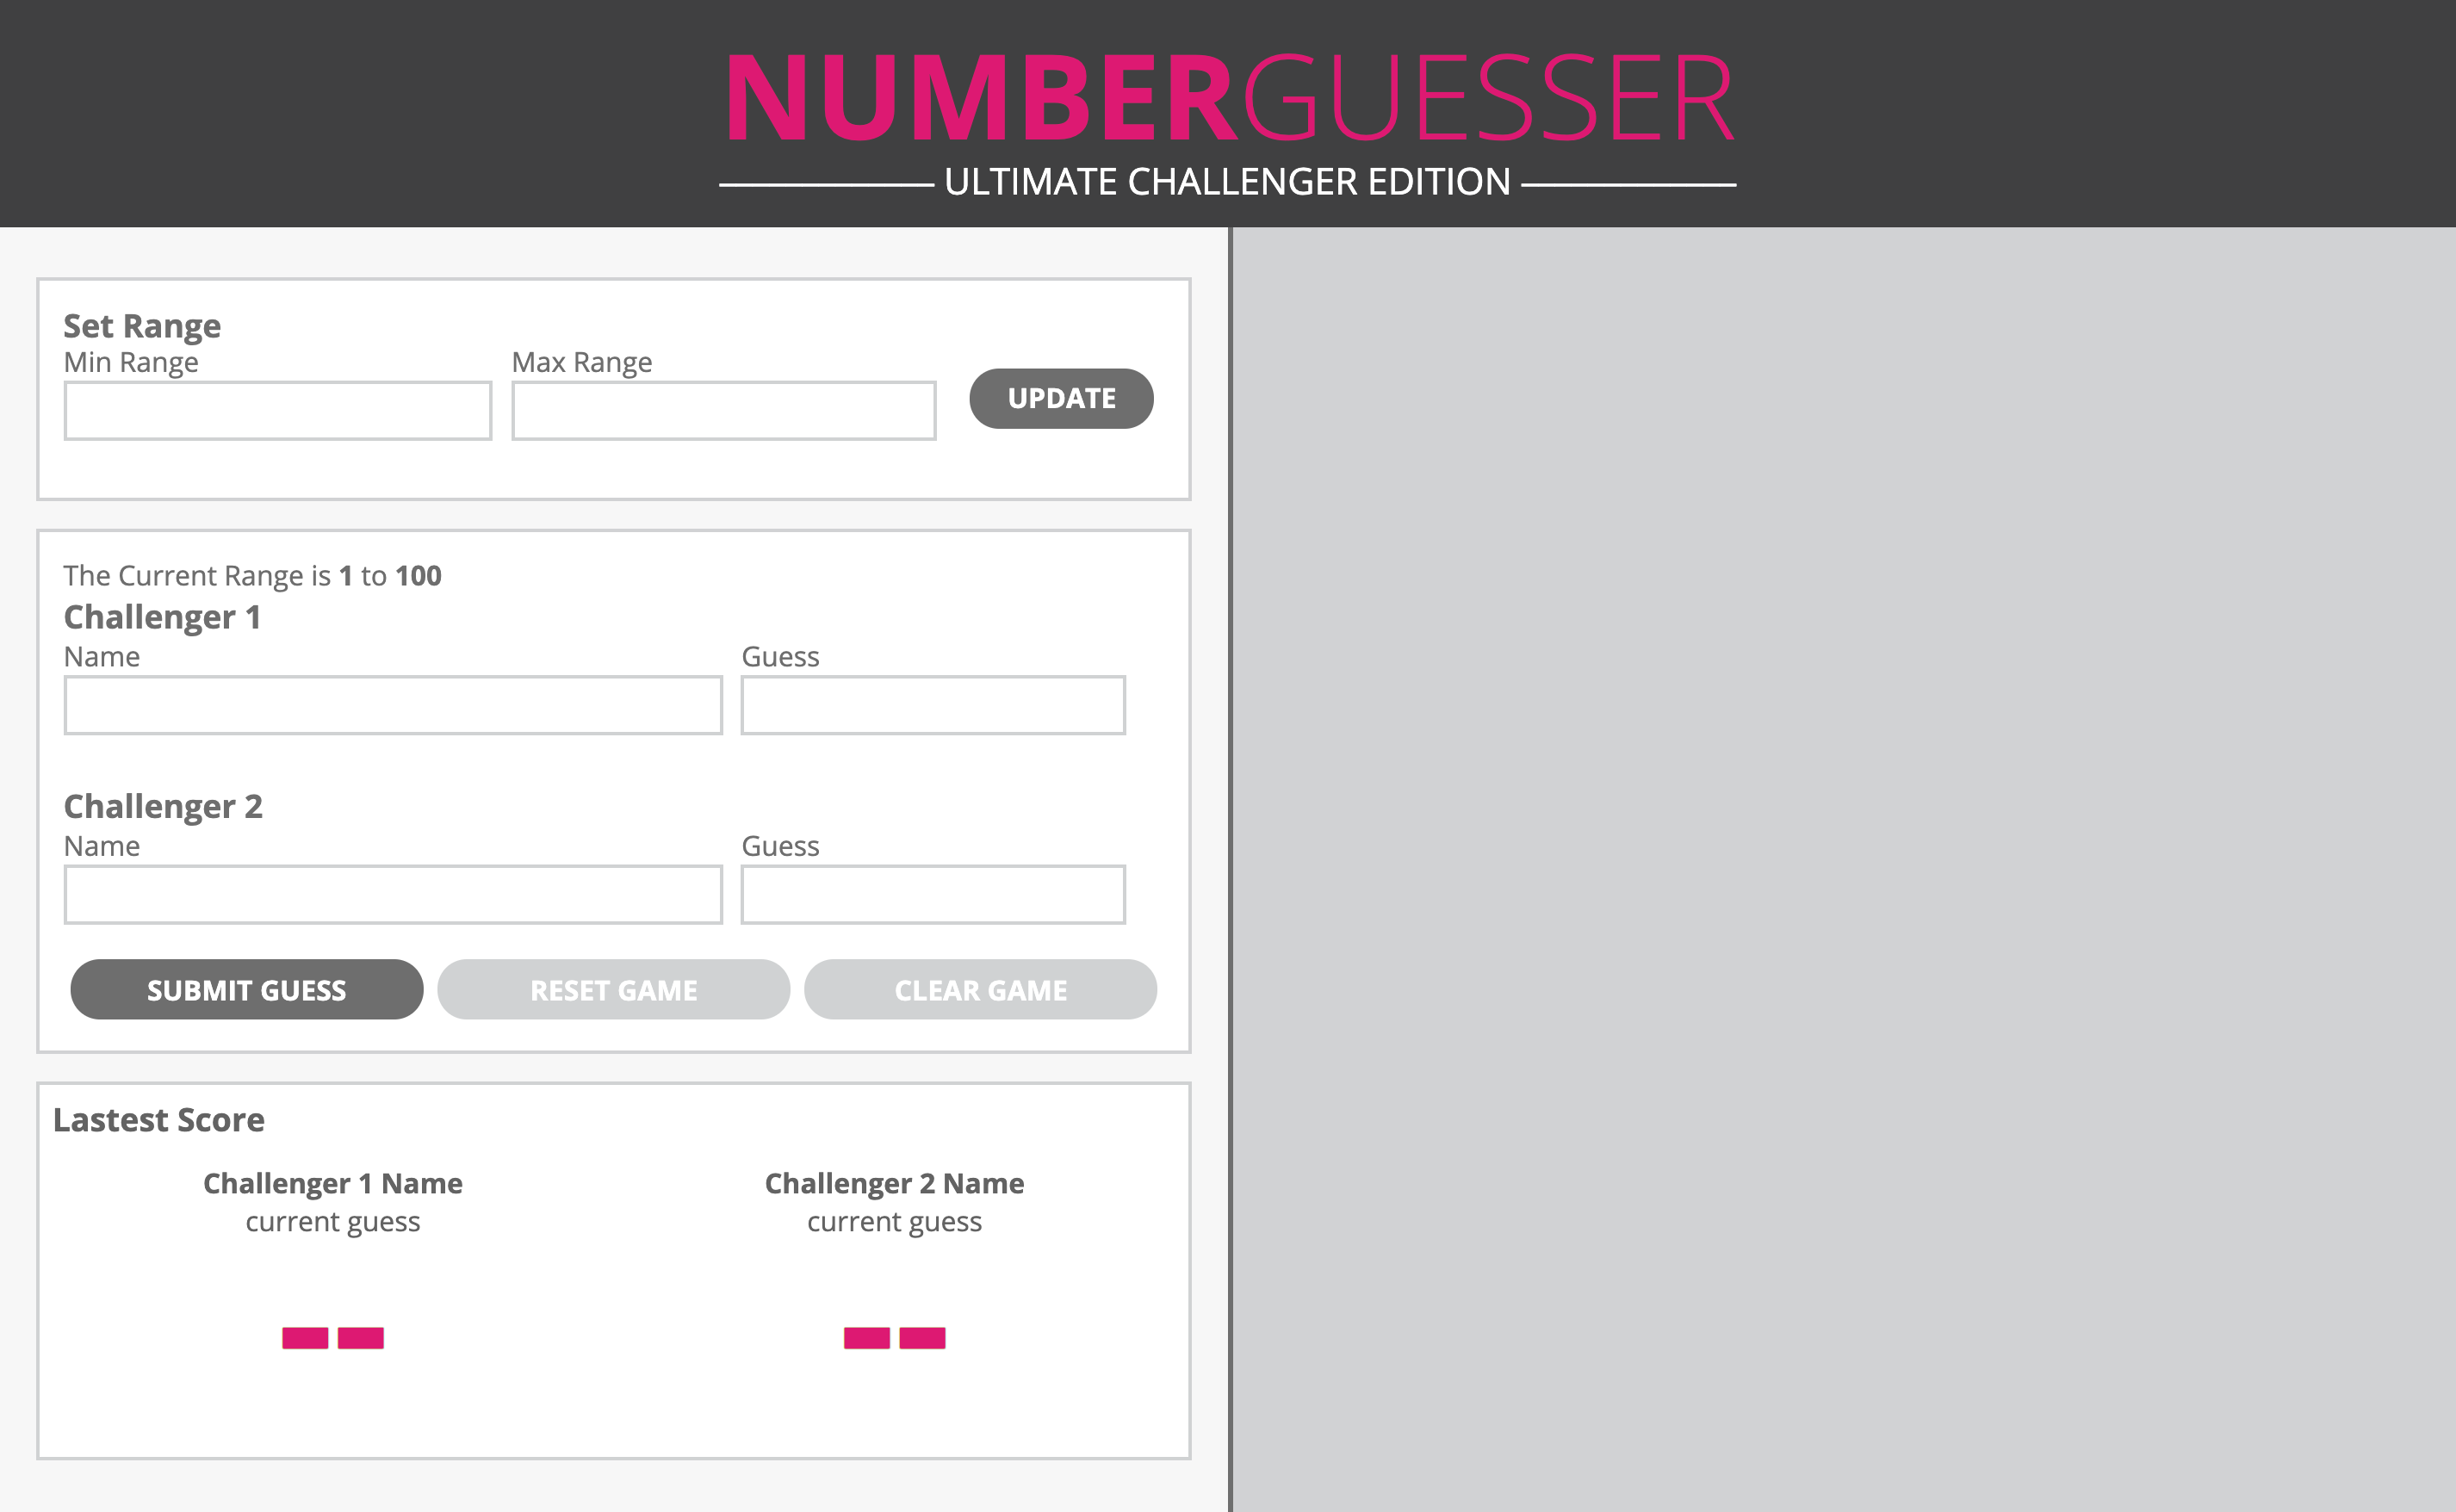 NUMBERGUESSER
ULTIMATE CHALLENGER EDITION
Set Range
Min Range Max Range
UPDATE
The Current Range is 1 to 100
Challenger 1
Name Guess
Challenger 2
Name Guess
SUBMIT GUESS RESET GAME CLEAR GAME
Lastest Score
Challenger 1 Name Challenger 2 Name
current guess current guess
--  --